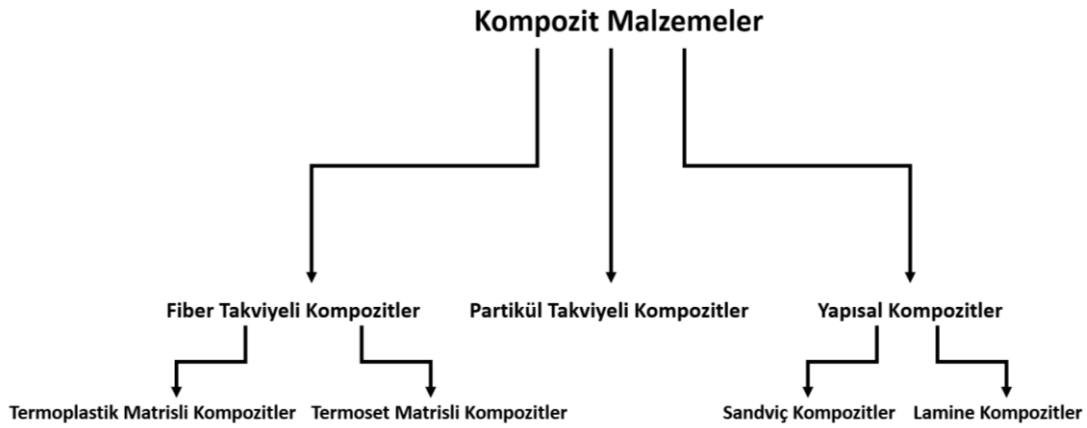 Kompozit Malzemeler
Fiber Takviyeli Kompozitler
Partikül Takviyeli Kompozitler
Yapısal Kompozitler
Termoplastik Matrisli Kompozitler
Termoset Matrisli Kompozitler
Sandviç Kompozitler
Lamine Kompozitler